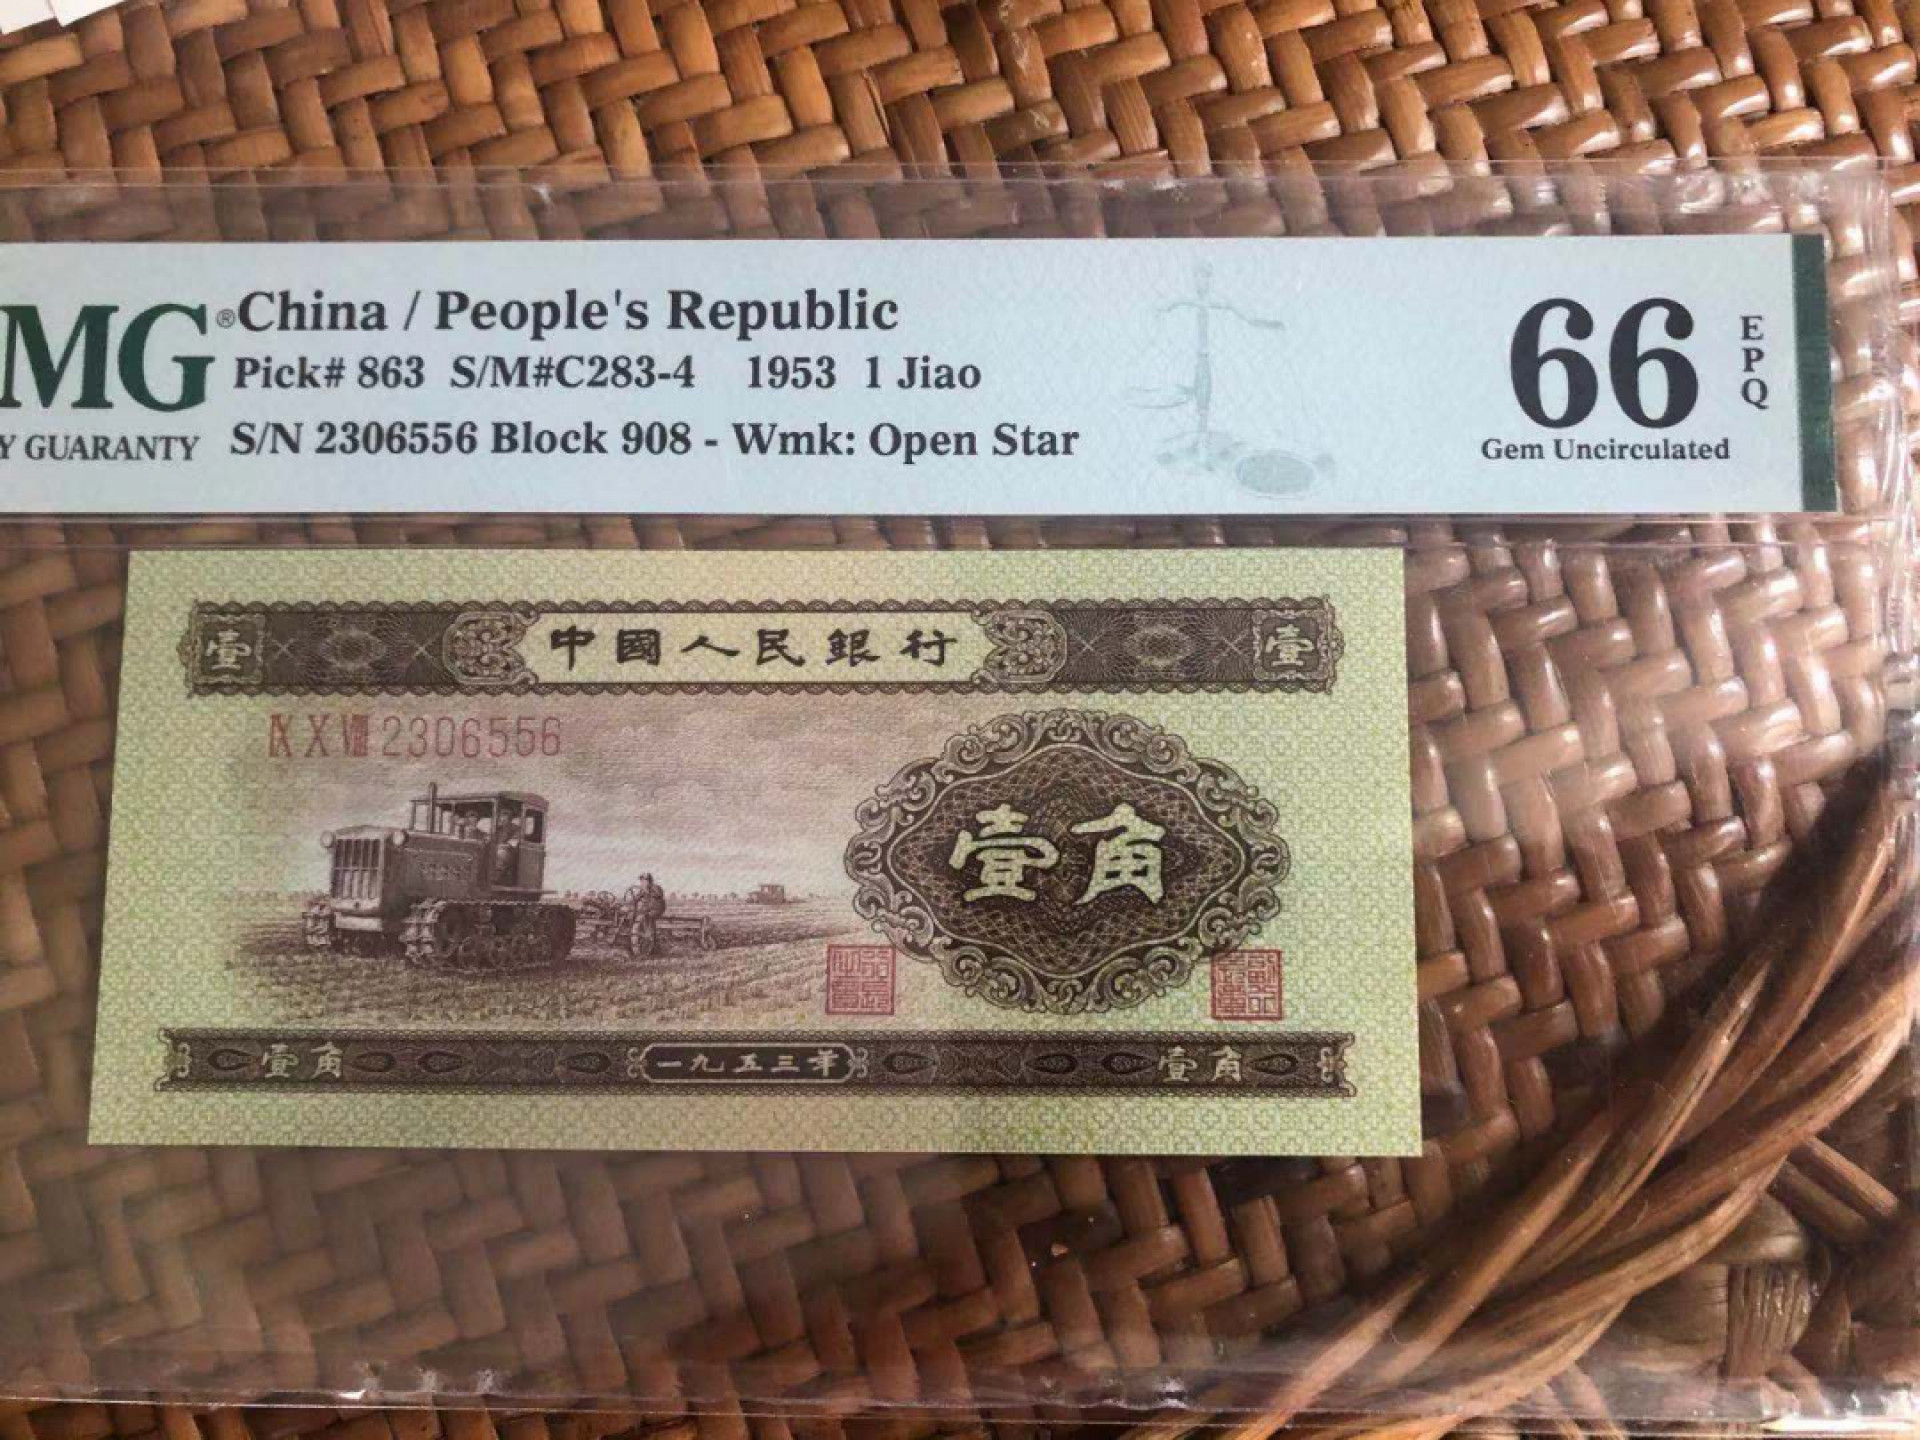 MG® China / People's Republic
Pick# 863 S/M#C283-4 1953 1 Jiao
Y GUARANTY S/N 2306556 Block 908 - Wmk: Open Star
66 EPQ
Gem Uncirculated
壹 中國人民銀行 壹
IX X VIII 2306556
壹角
壹角 一九五三年 壹角